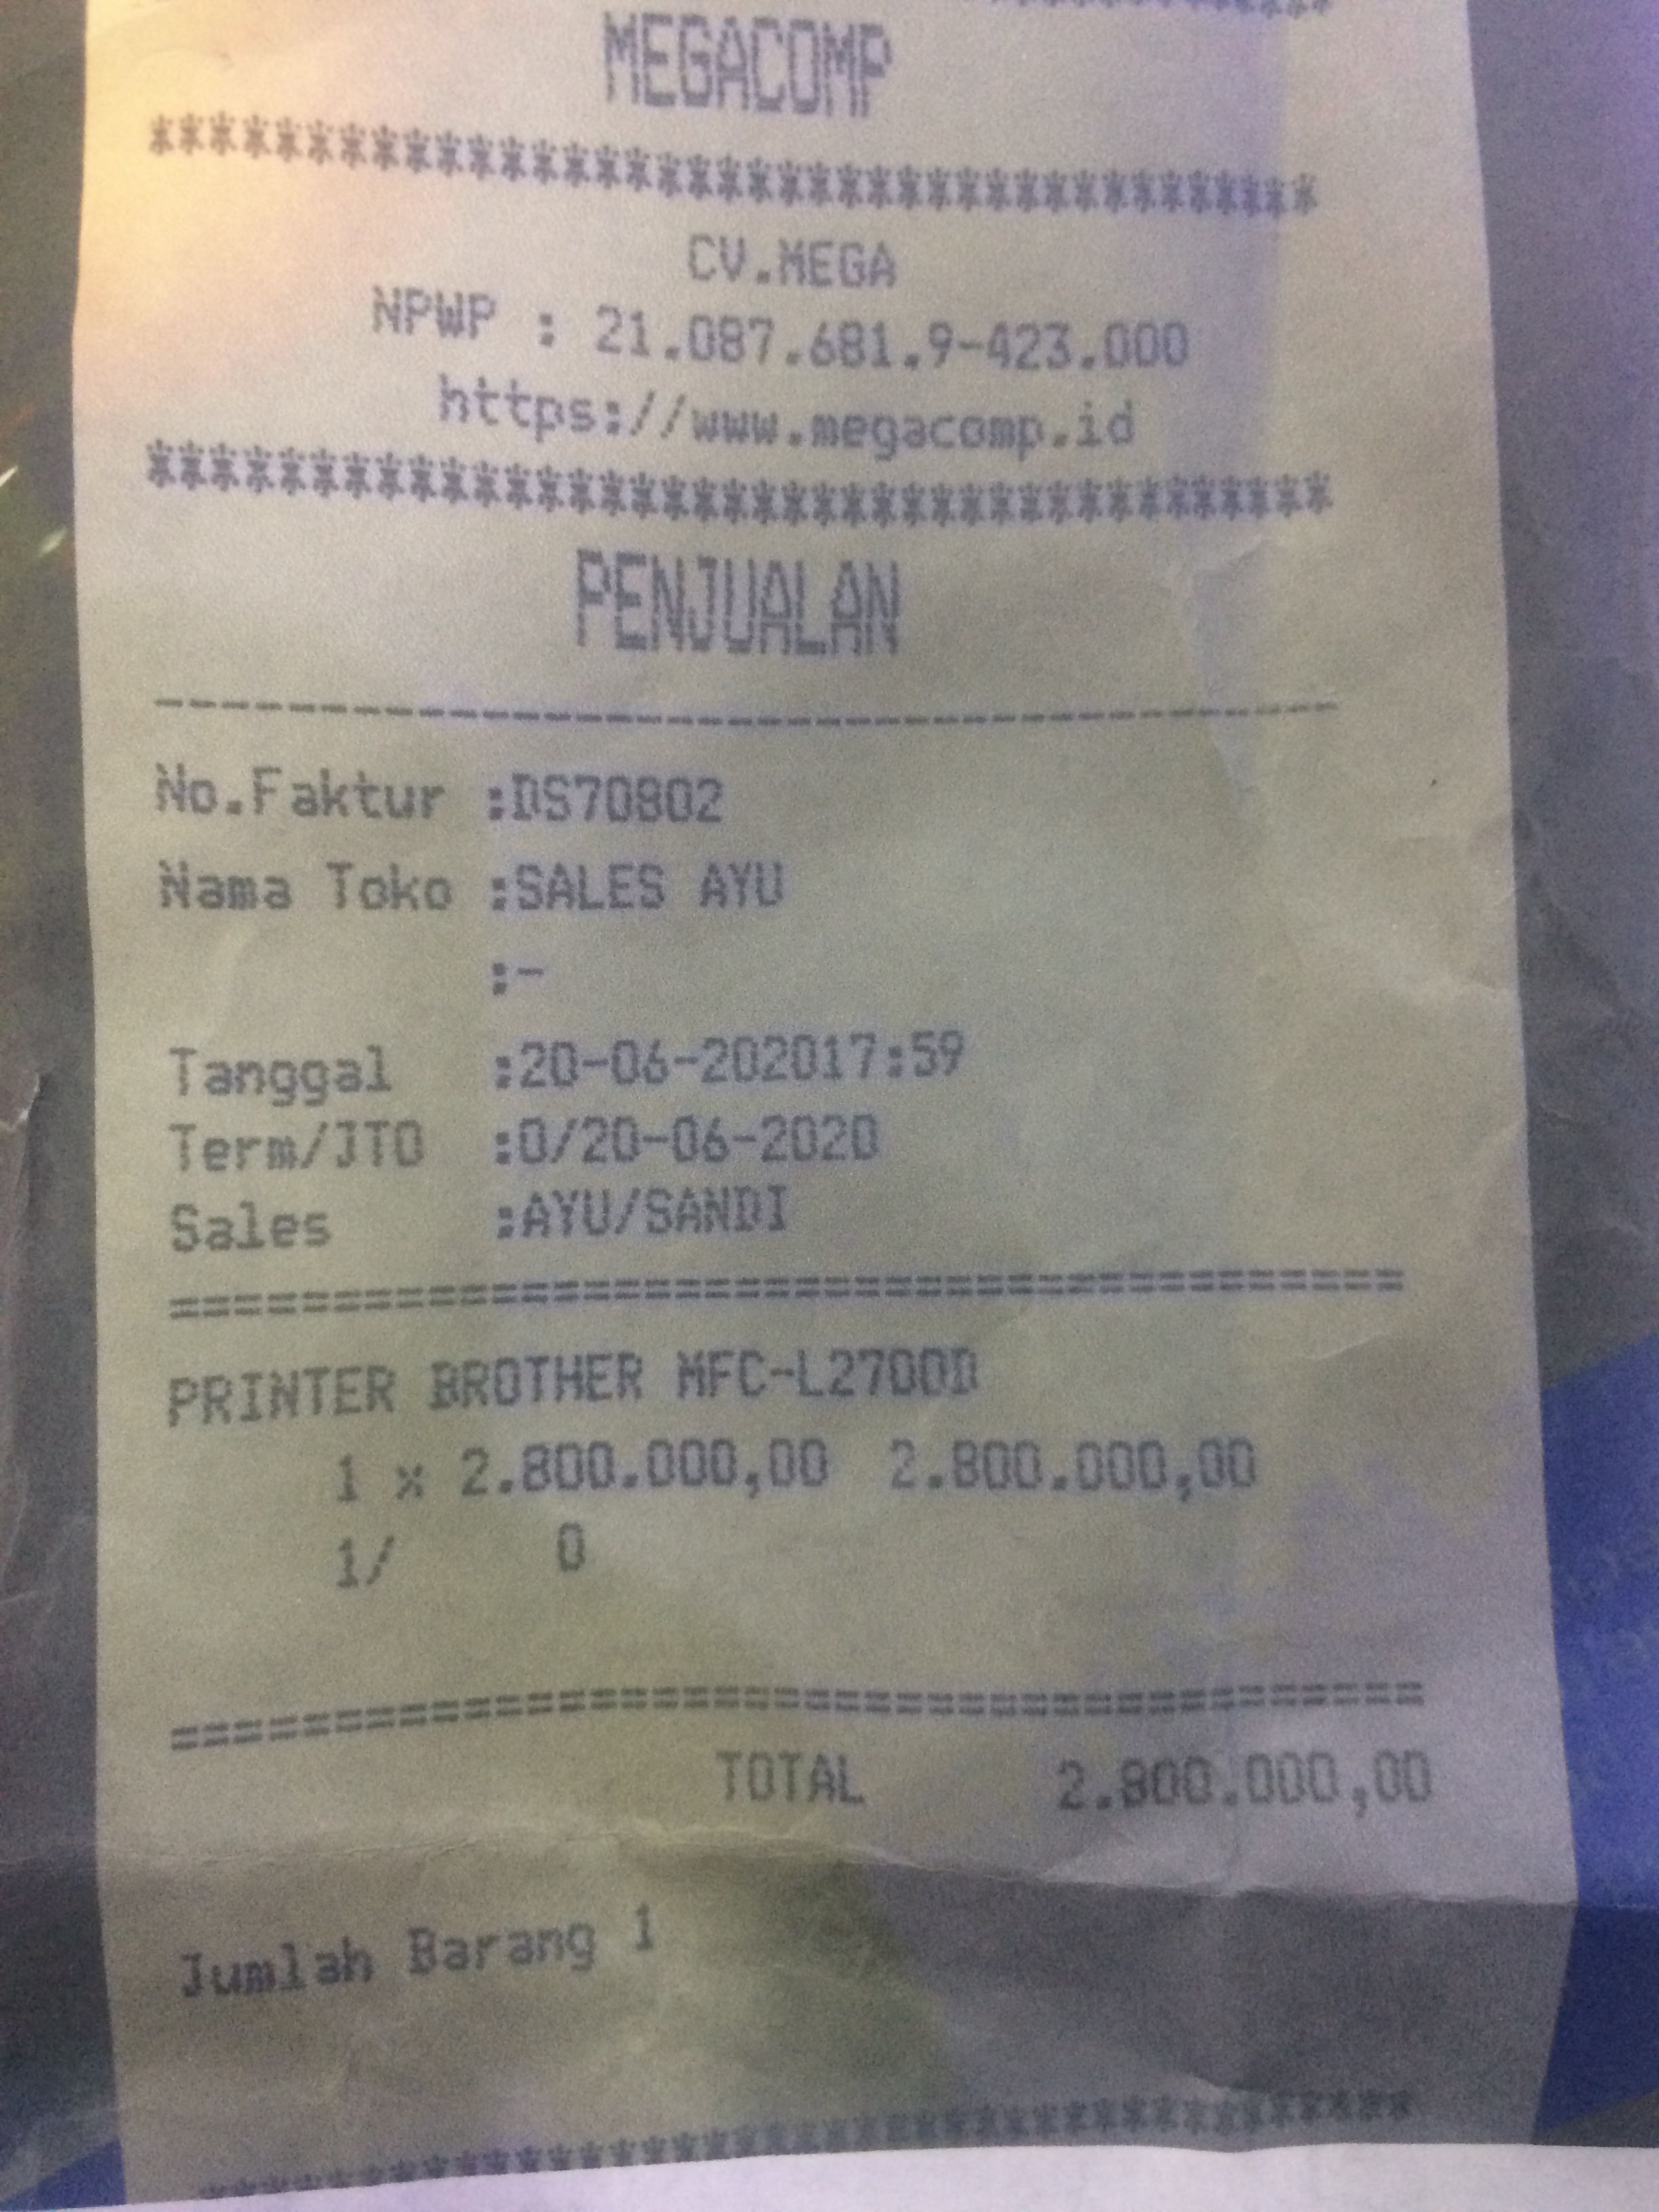 MEGACOMP
****************************************
CV.MEGA
NPWP : 21.087.681.9-423.000
https://www.megacomp.id
****************************************
PENJUALAN
----------------------------------------
No.Faktur :DS70802
Nama Toko :SALES AYU
:-
Tanggal :20-06-202017:59
Term/JTO :0/20-06-2020
Sales :AYU/SANDI
========================================
PRINTER BROTHER MFC-L2700D
1 x 2.800.000,00 2.800.000,00
1/ 0
========================================
TOTAL 2.800.000,00
Jumlah Barang 1
****************************************